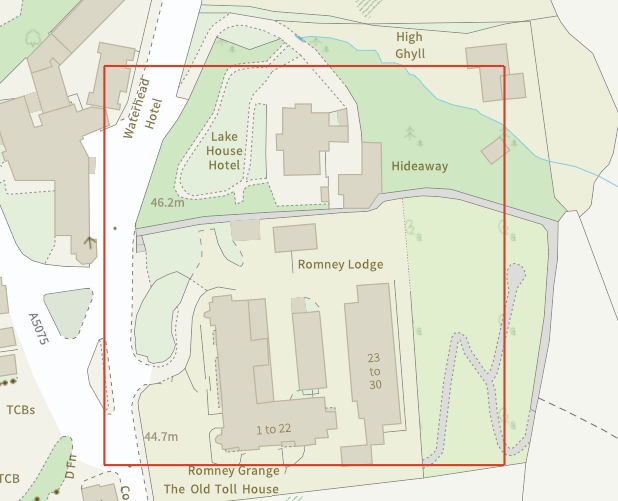 High
Ghyll
Waterhead
Hotel
Lake
House
Hotel
Hideaway
46.2m
Romney Lodge
A5075
23
to
30
TCBs
1 to 22
44.7m
D Fn
Romney Grange
TCB
The Old Toll House
Co